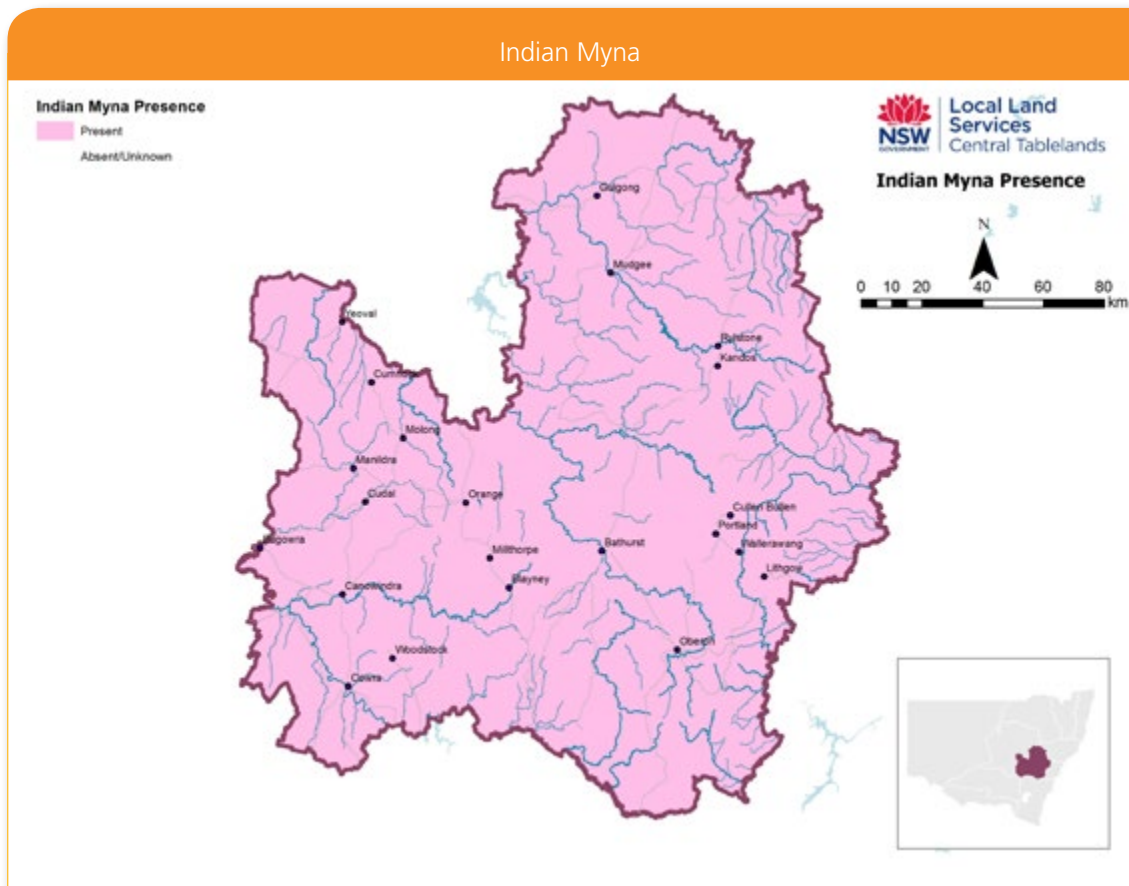 Indian Myna
Indian Myna Presence
Present
Absent/Unknown
NSW
GOVERNMENT
Local Land
Services
Central Tablelands
Indian Myna Presence
N
0 10 20 40 60 80
km
Gulgong
Mudgee
Yeoval
Rylstone
Kandos
Cumnock
Molong
Manildra
Cudal
Orange
Cullen Bullen
Portland
Eugowra
Millthorpe
Bathurst
Wallerawang
Lithgow
Canowindra
Blayney
Oberon
Woodstock
Cowra